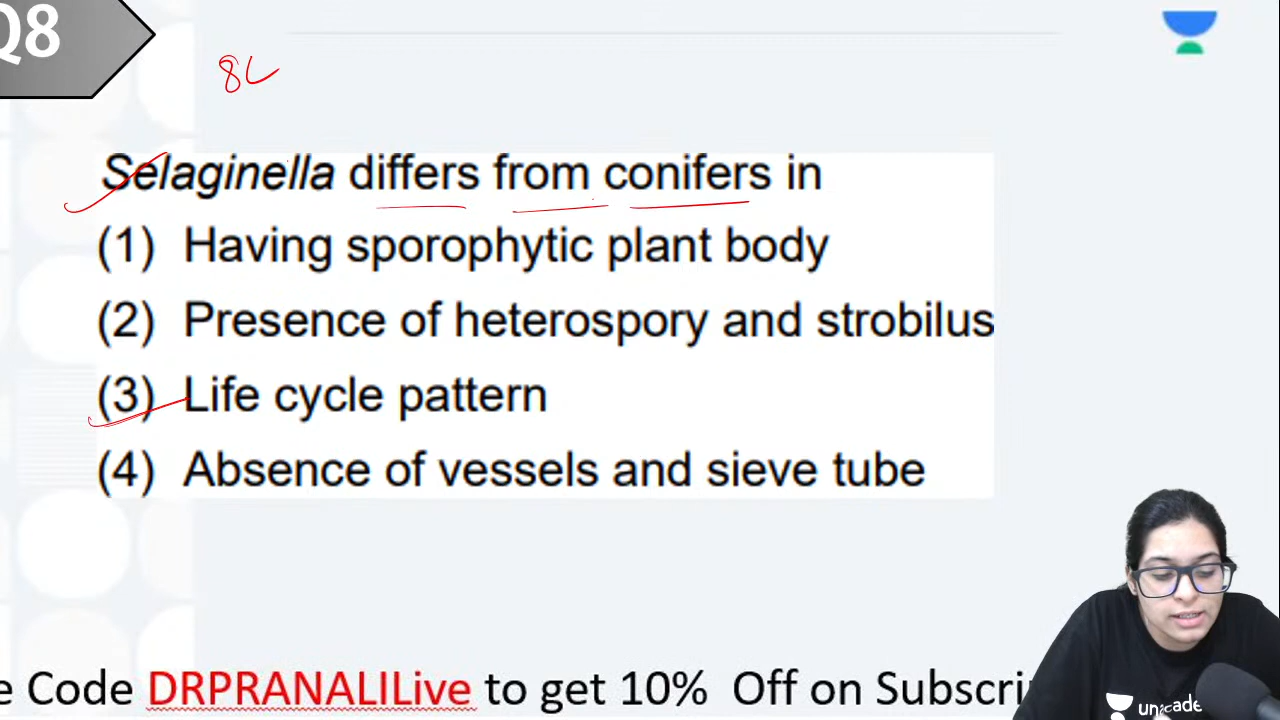 Q8
8C
Selaginella differs from conifers in
(1) Having sporophytic plant body
(2) Presence of heterospory and strobilus
(3) Life cycle pattern
(4) Absence of vessels and sieve tube
e Code DRPRANALILive to get 10% Off on Subscri